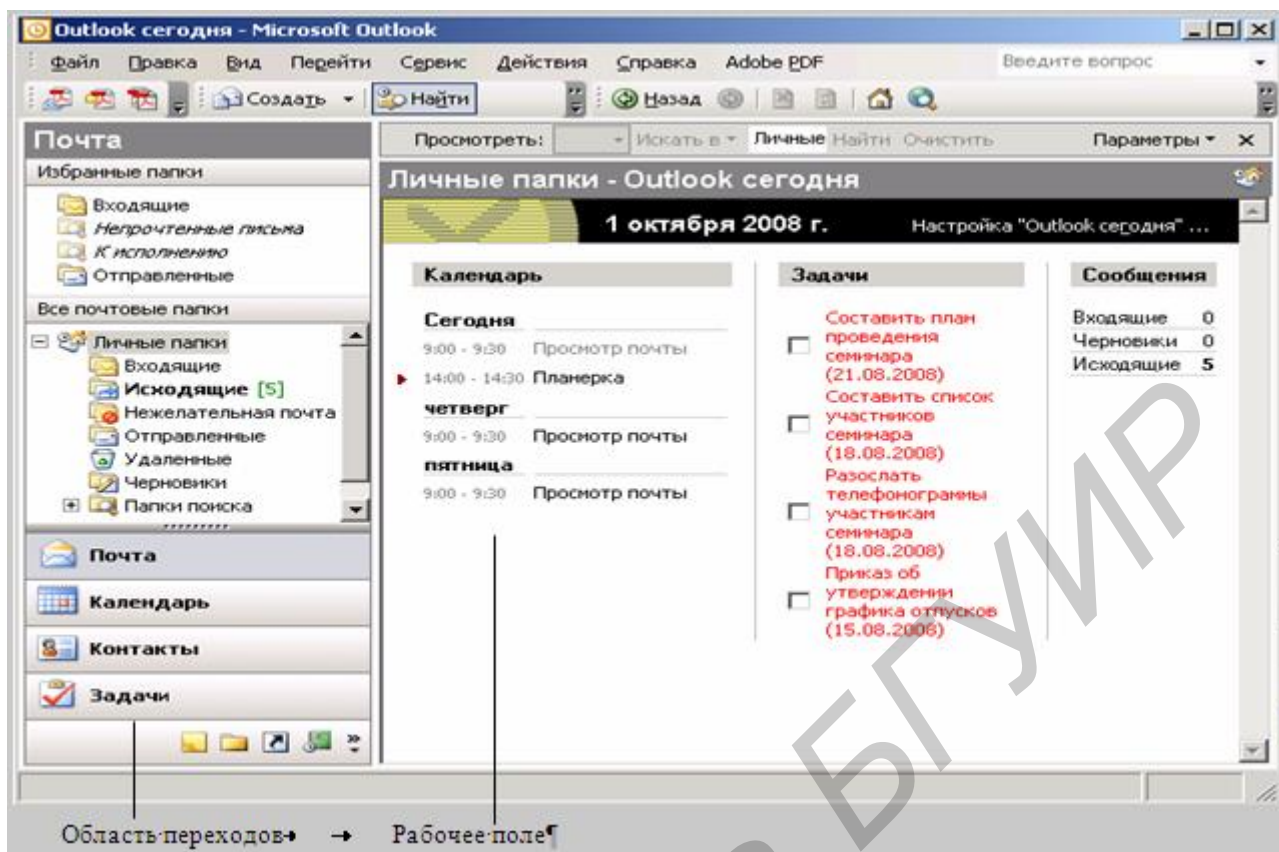 Outlook сегодня - Microsoft Outlook
Файл Правка Вид Перейти Сервис Действия Справка Adobe PDF Введите вопрос
Создать Найти Назад
Почта
Просмотреть: Искать в Личные Найти Очистить Параметры
Избранные папки
Входящие
Непрочтенные письма
К исполнению
Отправленные
Все почтовые папки
Личные папки
Входящие
Исходящие [5]
Нежелательная почта
Отправленные
Удаленные
Черновики
Папки поиска
Почта
Календарь
Контакты
Задачи
Личные папки - Outlook сегодня
1 октября 2008 г. Настройка "Outlook сегодня" ...
Календарь
Сегодня
9:00 - 9:30 Просмотр почты
14:00 - 14:30 Планерка
четверг
9:00 - 9:30 Просмотр почты
пятница
9:00 - 9:30 Просмотр почты
Задачи
Составить план
проведения
семинара
(21.08.2008)
Составить список
участников
семинара
(18.08.2008)
Разослать
телефонограммы
участникам
семинара
(18.08.2008)
Приказ об
утверждении
графика отпусков
(15.08.2008)
Сообщения
Входящие 0
Черновики 0
Исходящие 5
Область переходов → Рабочее поле¶
БГУИР